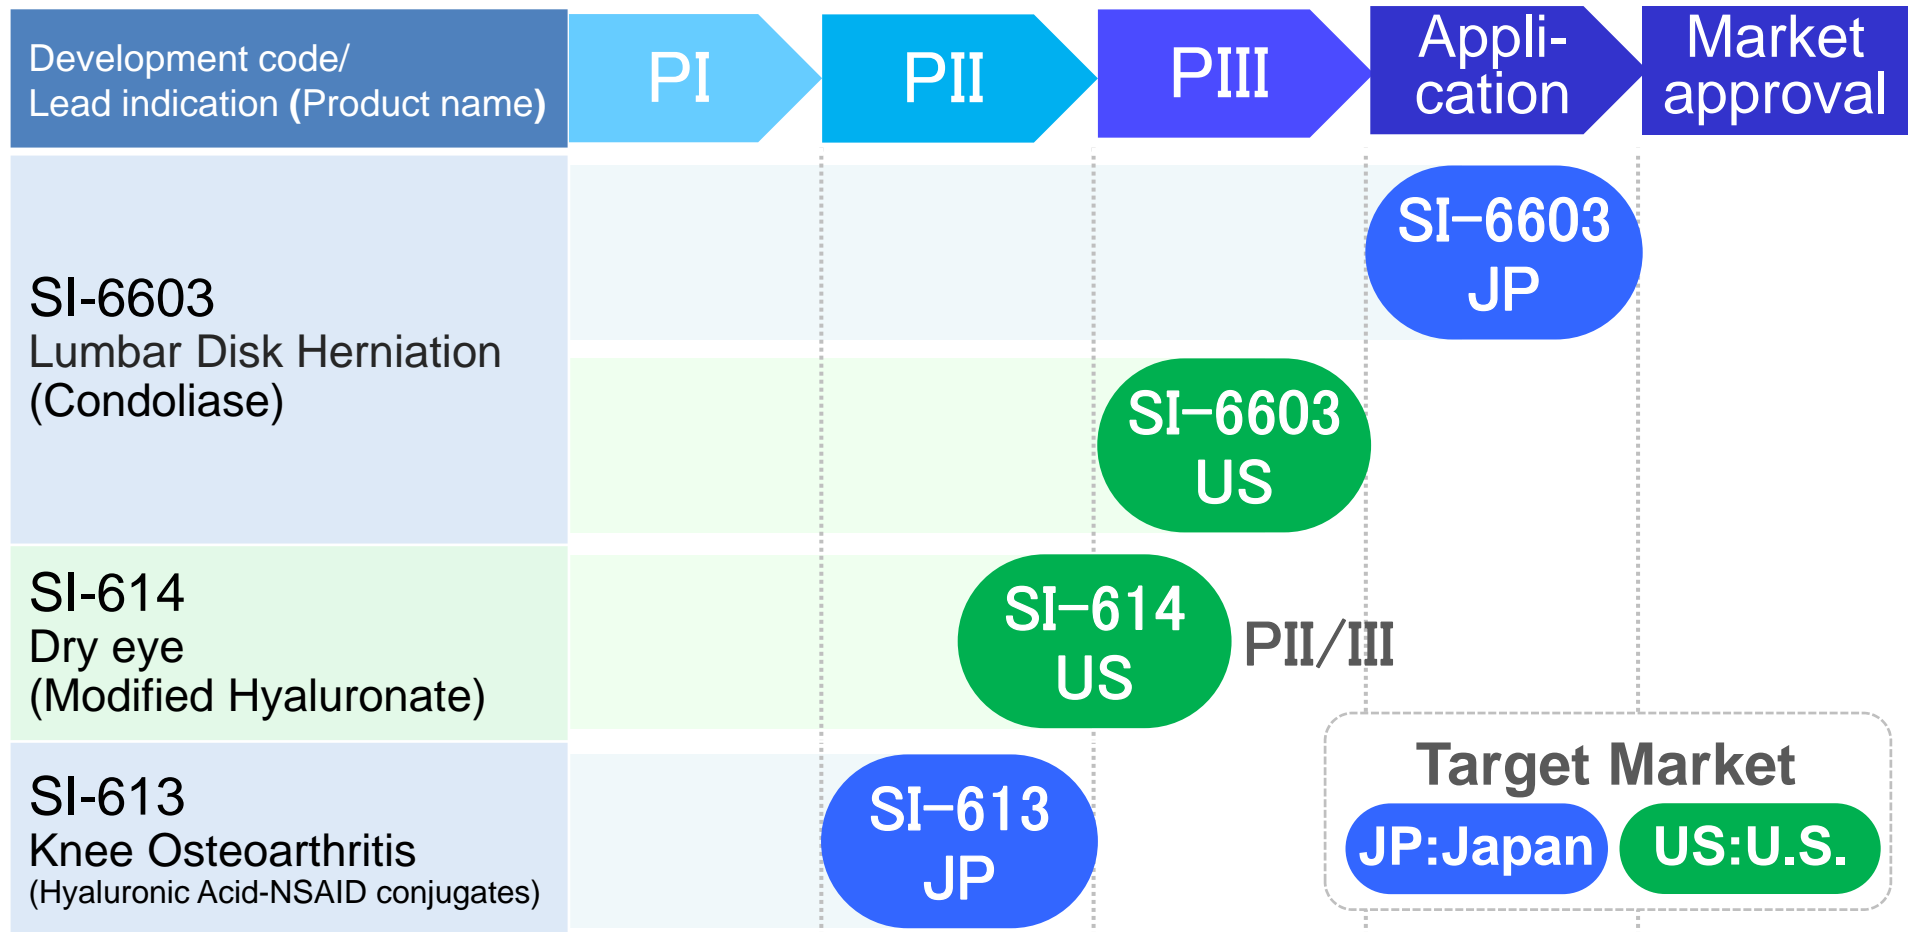 Development code/
Lead indication (Product name)
PI
PII
PIII
Appli-
cation
Market
approval
SI-6603
Lumbar Disk Herniation
(Condoliase)
SI-6603
JP
SI-6603
US
SI-614
Dry eye
(Modified Hyaluronate)
SI-614
US
PII/III
SI-613
Knee Osteoarthritis
(Hyaluronic Acid-NSAID conjugates)
SI-613
JP
Target Market
JP:Japan
US:U.S.